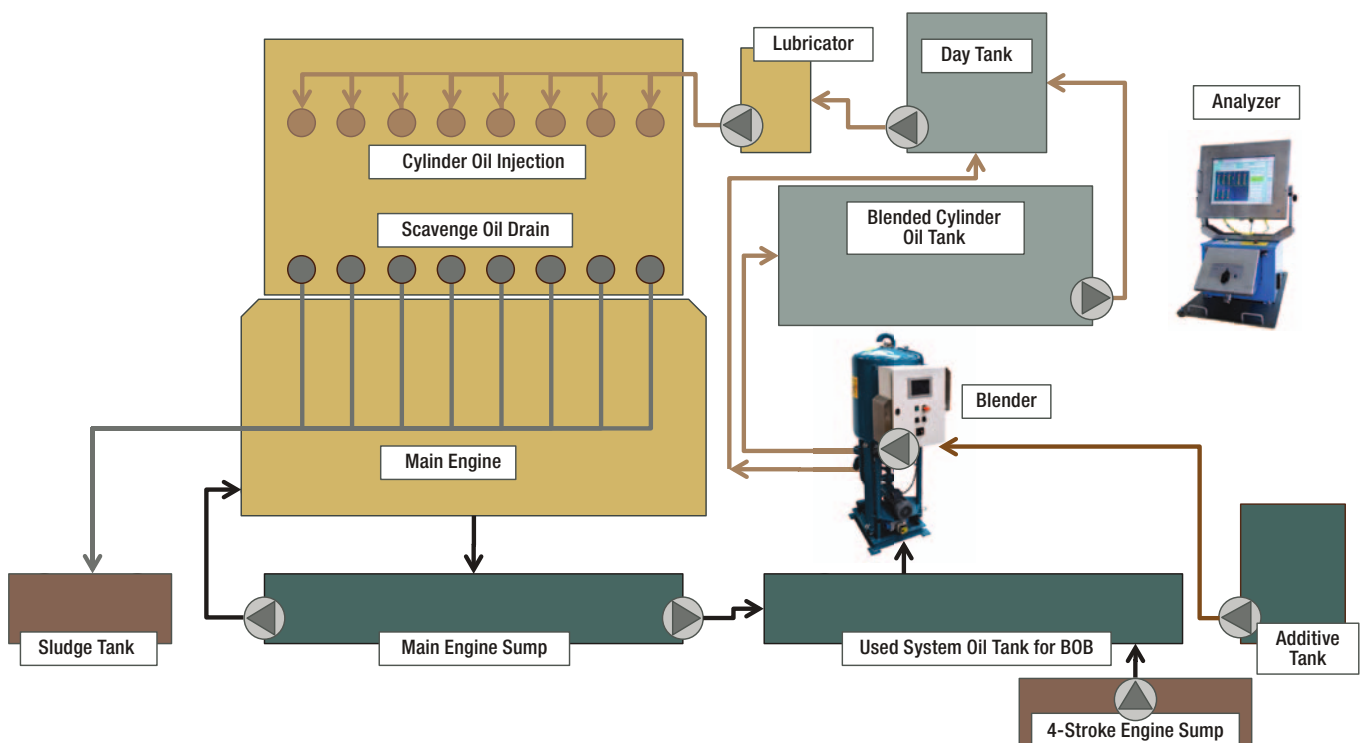 Lubricator
Day Tank
Analyzer
Cylinder Oil Injection
Scavenge Oil Drain
Blended Cylinder
Oil Tank
Blender
Main Engine
Sludge Tank
Main Engine Sump
Used System Oil Tank for BOB
Additive
Tank
4-Stroke Engine Sump